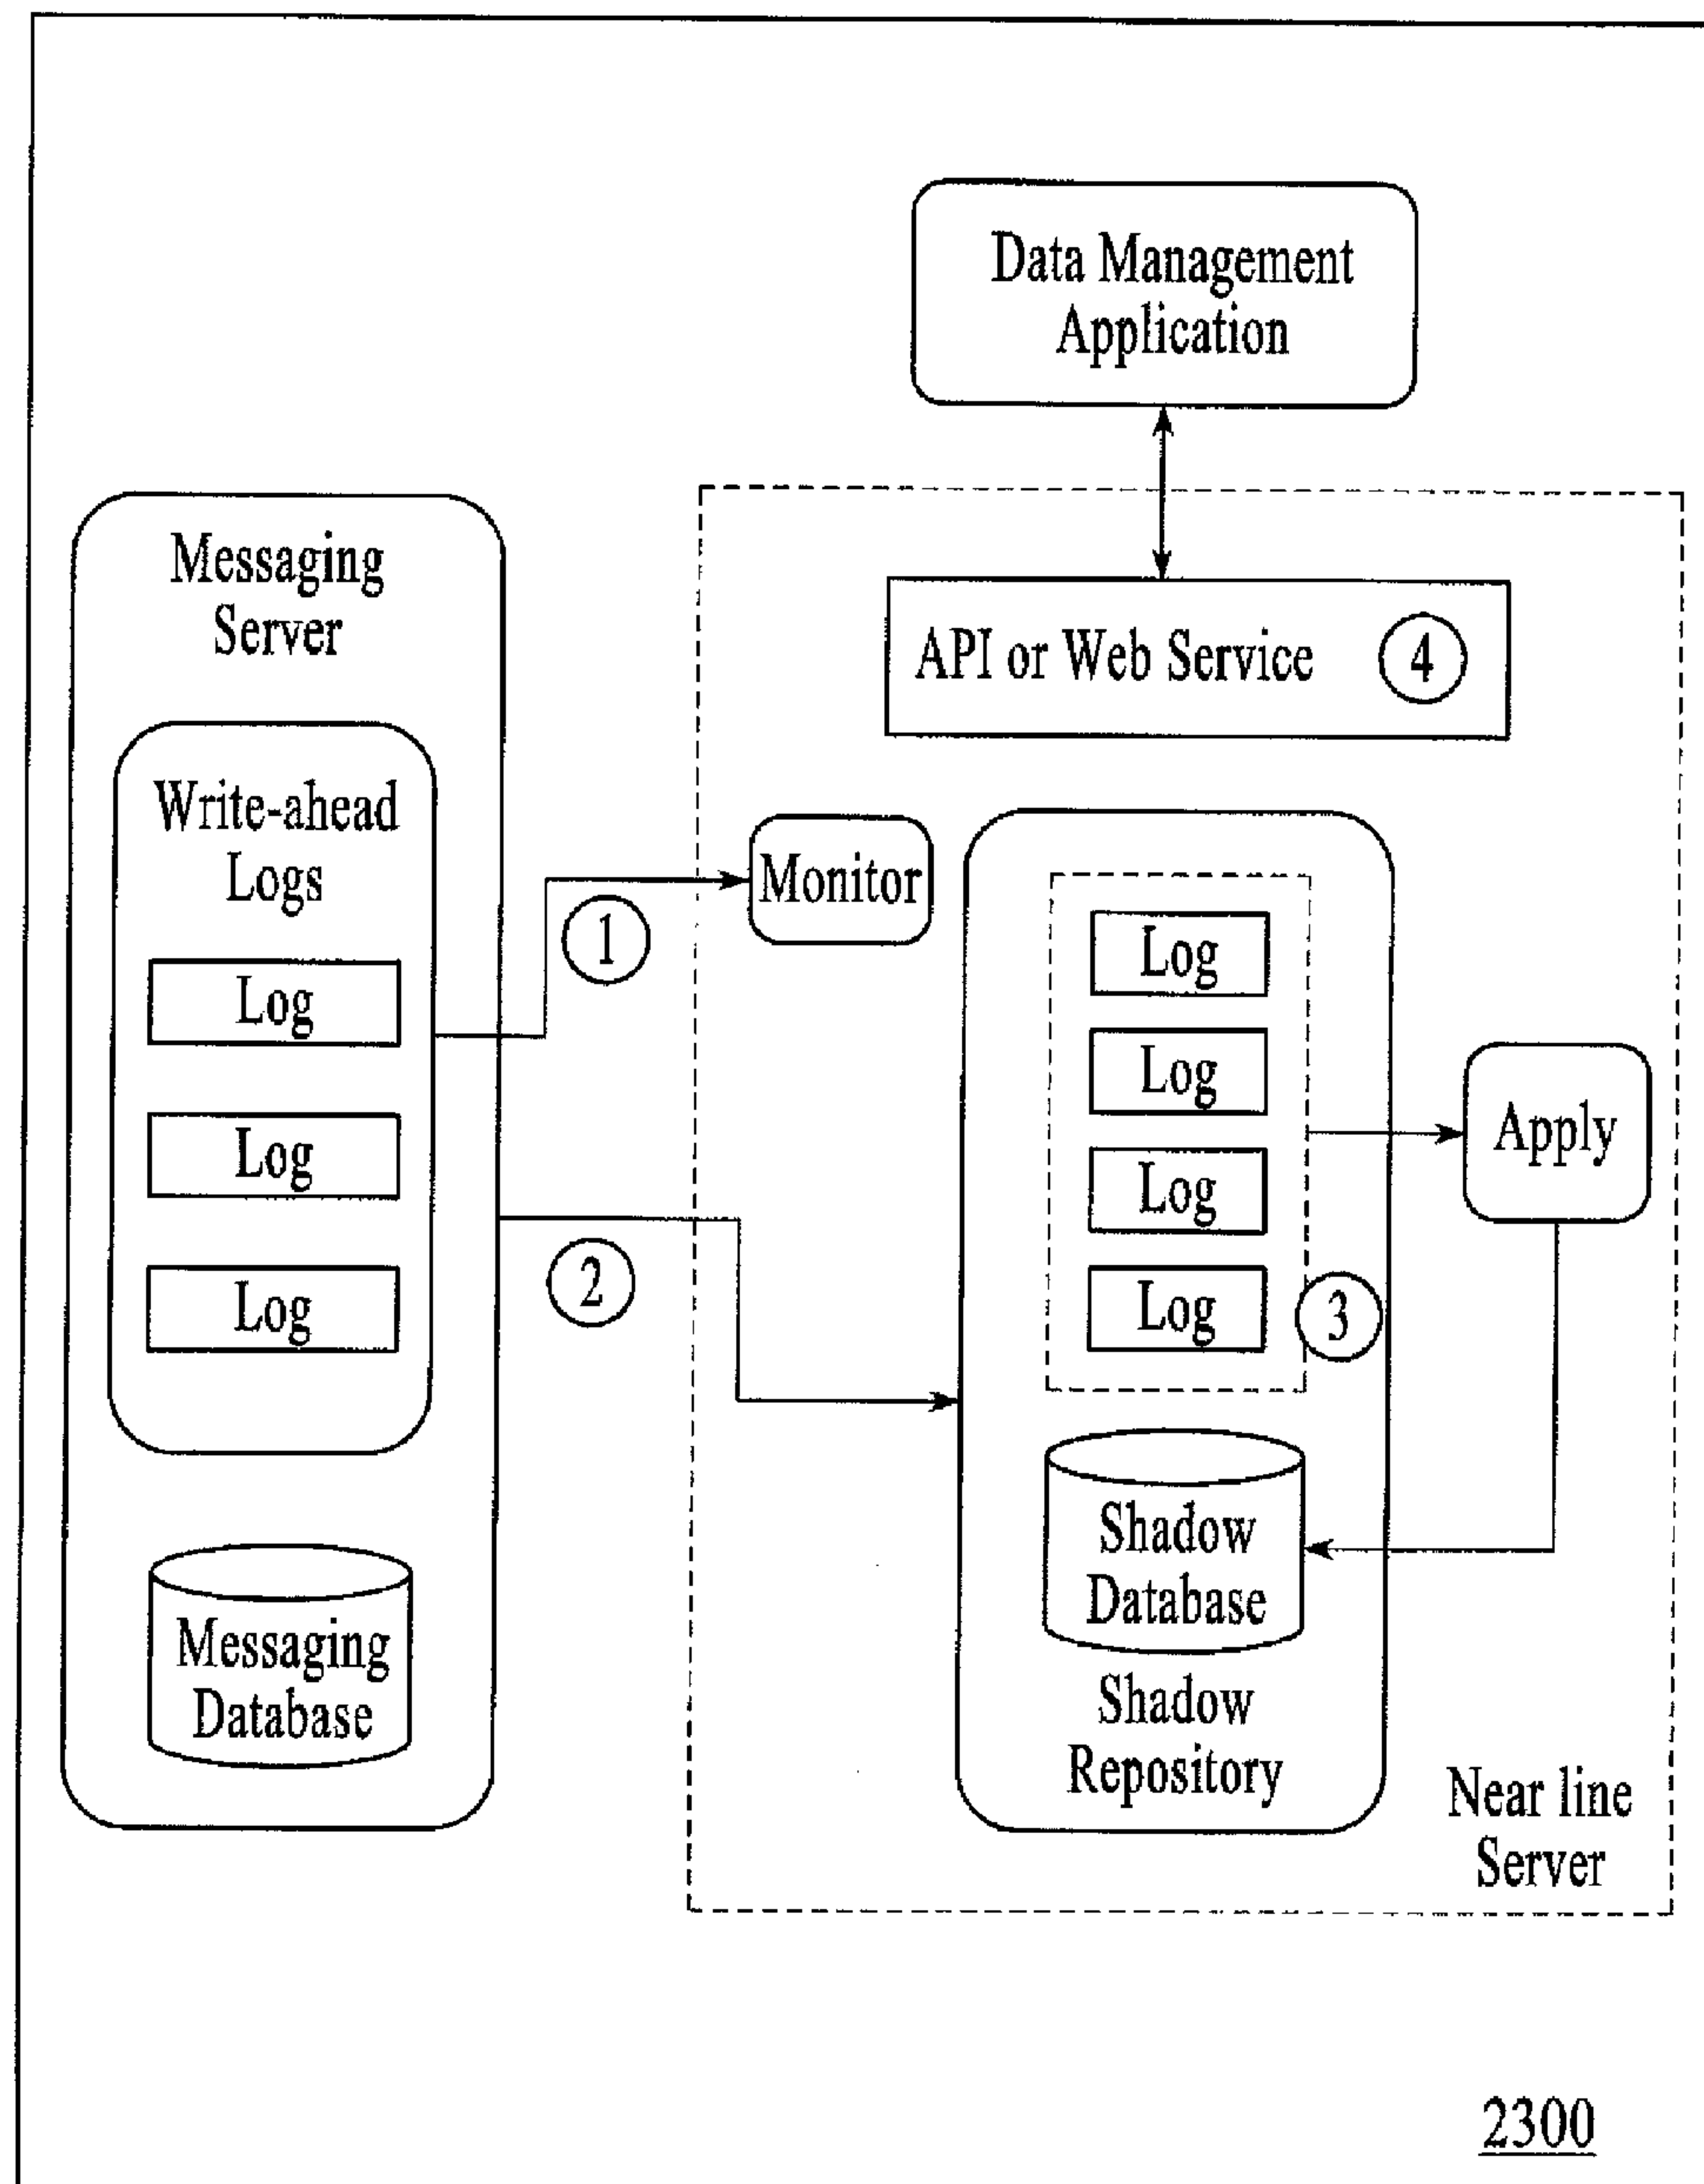 Data Management
Application
Messaging
Server
API or Web Service
4
Write-ahead
Logs
Monitor
1
Log
Log
Log
2
Log
Log
Log
Log
3
Apply
Messaging
Database
Shadow
Database
Shadow
Repository
Near line
Server
2300